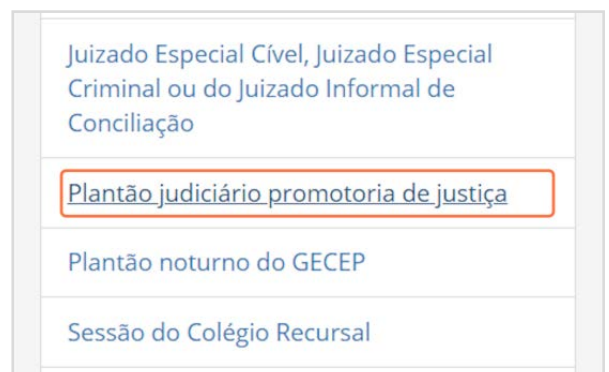 Juizado Especial Cível, Juizado Especial
Criminal ou do Juizado Informal de
Conciliação
Plantão judiciário promotoria de justiça
Plantão noturno do GECEP
Sessão do Colégio Recursal